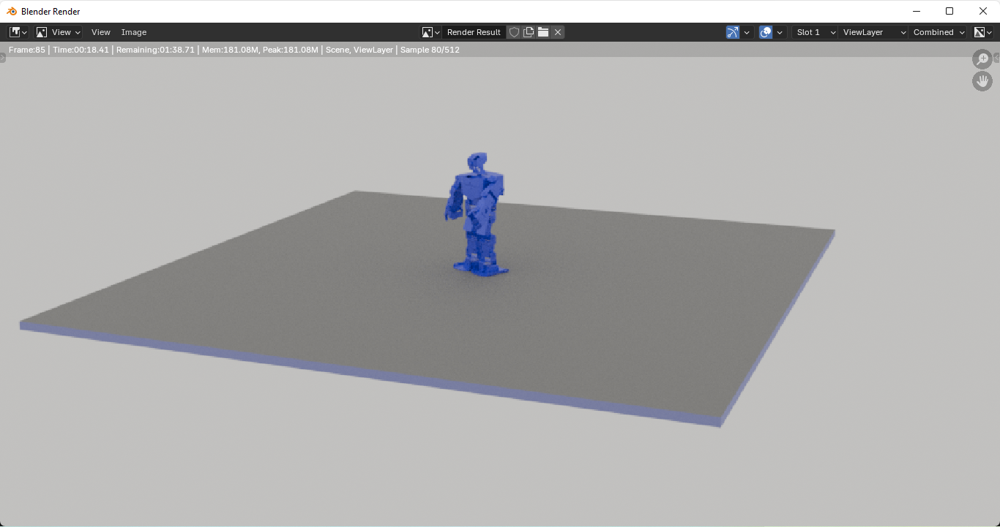 Blender Render
View View Image Render Result Slot 1 ViewLayer Combined
Frame:85 | Time:00:18.41 | Remaining:01:38.71 | Mem:181.08M, Peak:181.08M | Scene, ViewLayer | Sample 80/512